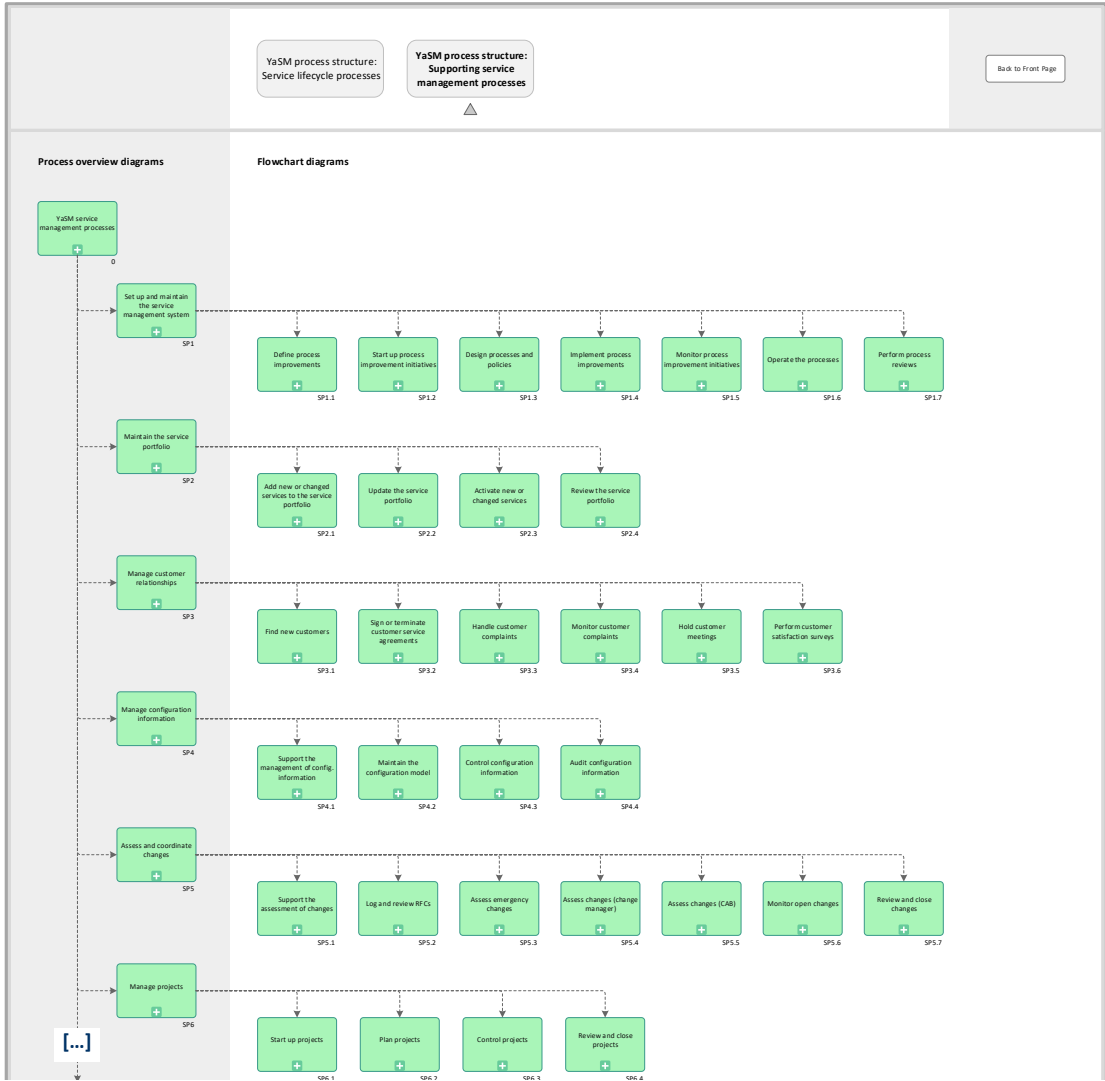 YaSM process structure:
Service lifecycle processes
YaSM process structure:
Supporting service
management processes
Back to Front Page
Process overview diagrams
Flowchart diagrams
YaSM service
management processes
0
Set up and maintain
the service
management system
SP1
Define process
improvements
SP1.1
Start up process
improvement initiatives
SP1.2
Design processes and
policies
SP1.3
Implement process
improvements
SP1.4
Monitor process
improvement initiatives
SP1.5
Operate the processes
SP1.6
Perform process
reviews
SP1.7
Maintain the service
portfolio
SP2
Add new or changed
services to the service
portfolio
SP2.1
Update the service
portfolio
SP2.2
Activate new or
changed services
SP2.3
Review the service
portfolio
SP2.4
Manage customer
relationships
SP3
Find new customers
SP3.1
Sign or terminate
customer service
agreements
SP3.2
Handle customer
complaints
SP3.3
Monitor customer
complaints
SP3.4
Hold customer
meetings
SP3.5
Perform customer
satisfaction surveys
SP3.6
Manage configuration
information
SP4
Support the
management of config.
information
SP4.1
Maintain the
configuration model
SP4.2
Control configuration
information
SP4.3
Audit configuration
information
SP4.4
Assess and coordinate
changes
SP5
Support the
assessment of changes
SP5.1
Log and review RFCs
SP5.2
Assess emergency
changes
SP5.3
Assess changes (change
manager)
SP5.4
Assess changes (CAB)
SP5.5
Monitor open changes
SP5.6
Review and close
changes
SP5.7
Manage projects
SP6
[...]
Start up projects
SP6.1
Plan projects
SP6.2
Control projects
SP6.3
Review and close
projects
SP6.4